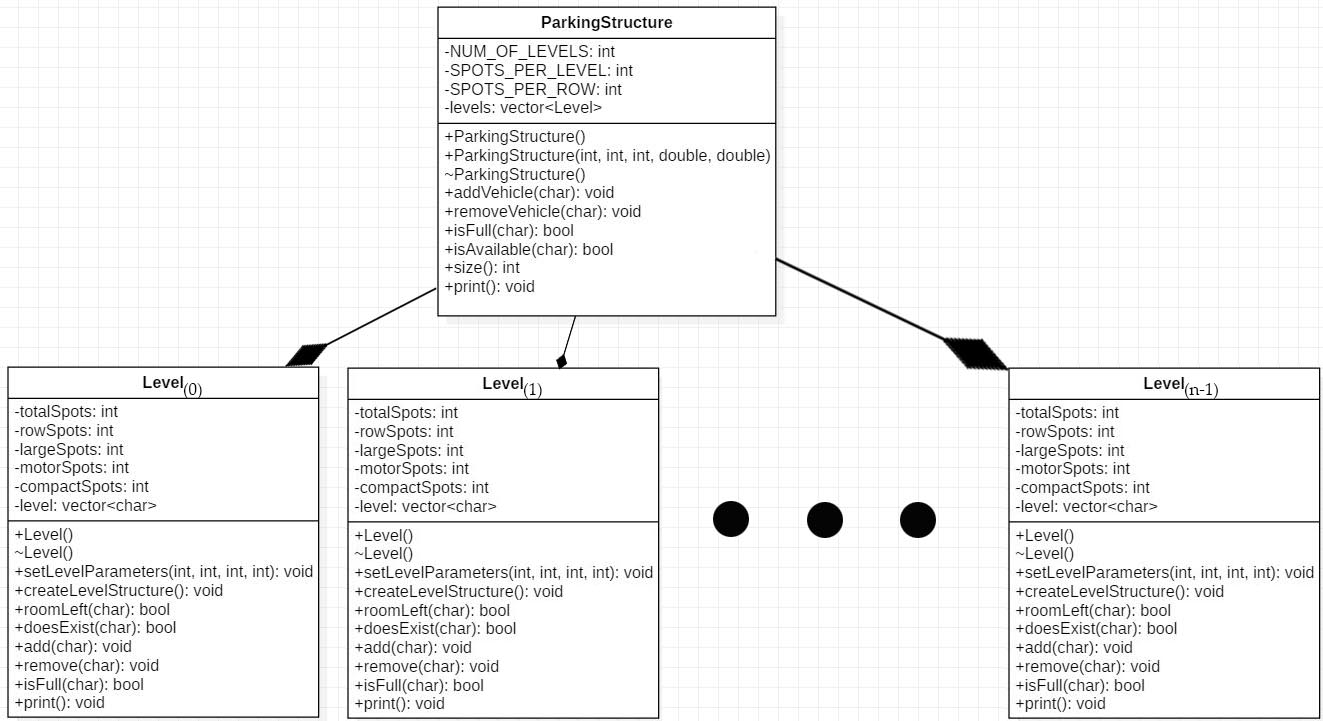 ParkingStructure
-NUM_OF_LEVELS: int
-SPOTS_PER_LEVEL: int
-SPOTS_PER_ROW: int
-levels: vector<Level>
+ParkingStructure()
+ParkingStructure(int, int, int, double, double)
~ParkingStructure()
+addVehicle(char): void
+removeVehicle(char): void
+isFull(char): bool
+isAvailable(char): bool
+size(): int
+print(): void
Level(0)
-totalSpots: int
-rowSpots: int
-largeSpots: int
-motorSpots: int
-compactSpots: int
-level: vector<char>
+Level()
~Level()
+setLevelParameters(int, int, int, int): void
+createLevelStructure(): void
+roomLeft(char): bool
+doesExist(char): bool
+add(char): void
+remove(char): void
+isFull(char): bool
+print(): void
Level(1)
-totalSpots: int
-rowSpots: int
-largeSpots: int
-motorSpots: int
-compactSpots: int
-level: vector<char>
+Level()
~Level()
+setLevelParameters(int, int, int, int): void
+createLevelStructure(): void
+roomLeft(char): bool
+doesExist(char): bool
+add(char): void
+remove(char): void
+isFull(char): bool
+print(): void
Level(n-1)
-totalSpots: int
-rowSpots: int
-largeSpots: int
-motorSpots: int
-compactSpots: int
-level: vector<char>
+Level()
~Level()
+setLevelParameters(int, int, int, int): void
+createLevelStructure(): void
+roomLeft(char): bool
+doesExist(char): bool
+add(char): void
+remove(char): void
+isFull(char): bool
+print(): void